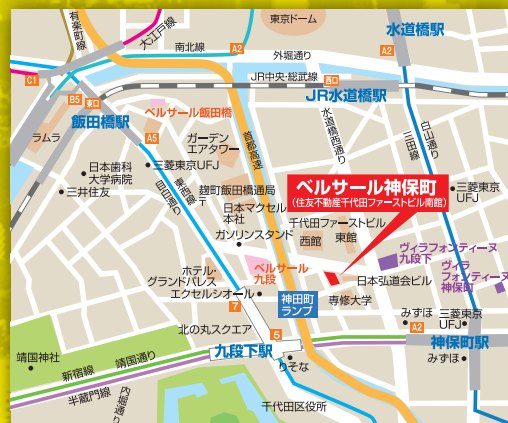 有楽町線
大江戸線
東京ドーム
水道橋駅
南北線
A2
外堀通り
A2
C1
JR中央・総武線
西口
JR水道橋駅
B5
東口
飯田橋駅
ベルサール飯田橋
A5
ラムラ
ガーデン
エアタワー
首都高速
水道橋西通り
三田線
白山通り
日本歯科
大学病院
三菱東京UFJ
三井住友
目白通り
東西線
麹町飯田橋通局
〒
日本マクセル
本社
ガソリンスタンド
ベルサール神保町
(住友不動産千代田ファーストビル南館)
三菱東京
UFJ
千代田ファーストビル
西館
東館
ヴィラフォンティーヌ
九段下
ヴィラ
フォンティーヌ
神保町
ホテル・
グランドパレス
ベルサール
九段
日本弘道会ビル
エクセルシオール
7
神田町
ランプ
専修大学
みずほ
三菱東京
UFJ
A2
北の丸スクエア
5
九段下駅
神保町駅
靖国神社
靖国通り
新宿線
半蔵門線
内堀通り
りそな
みずほ
千代田区役所